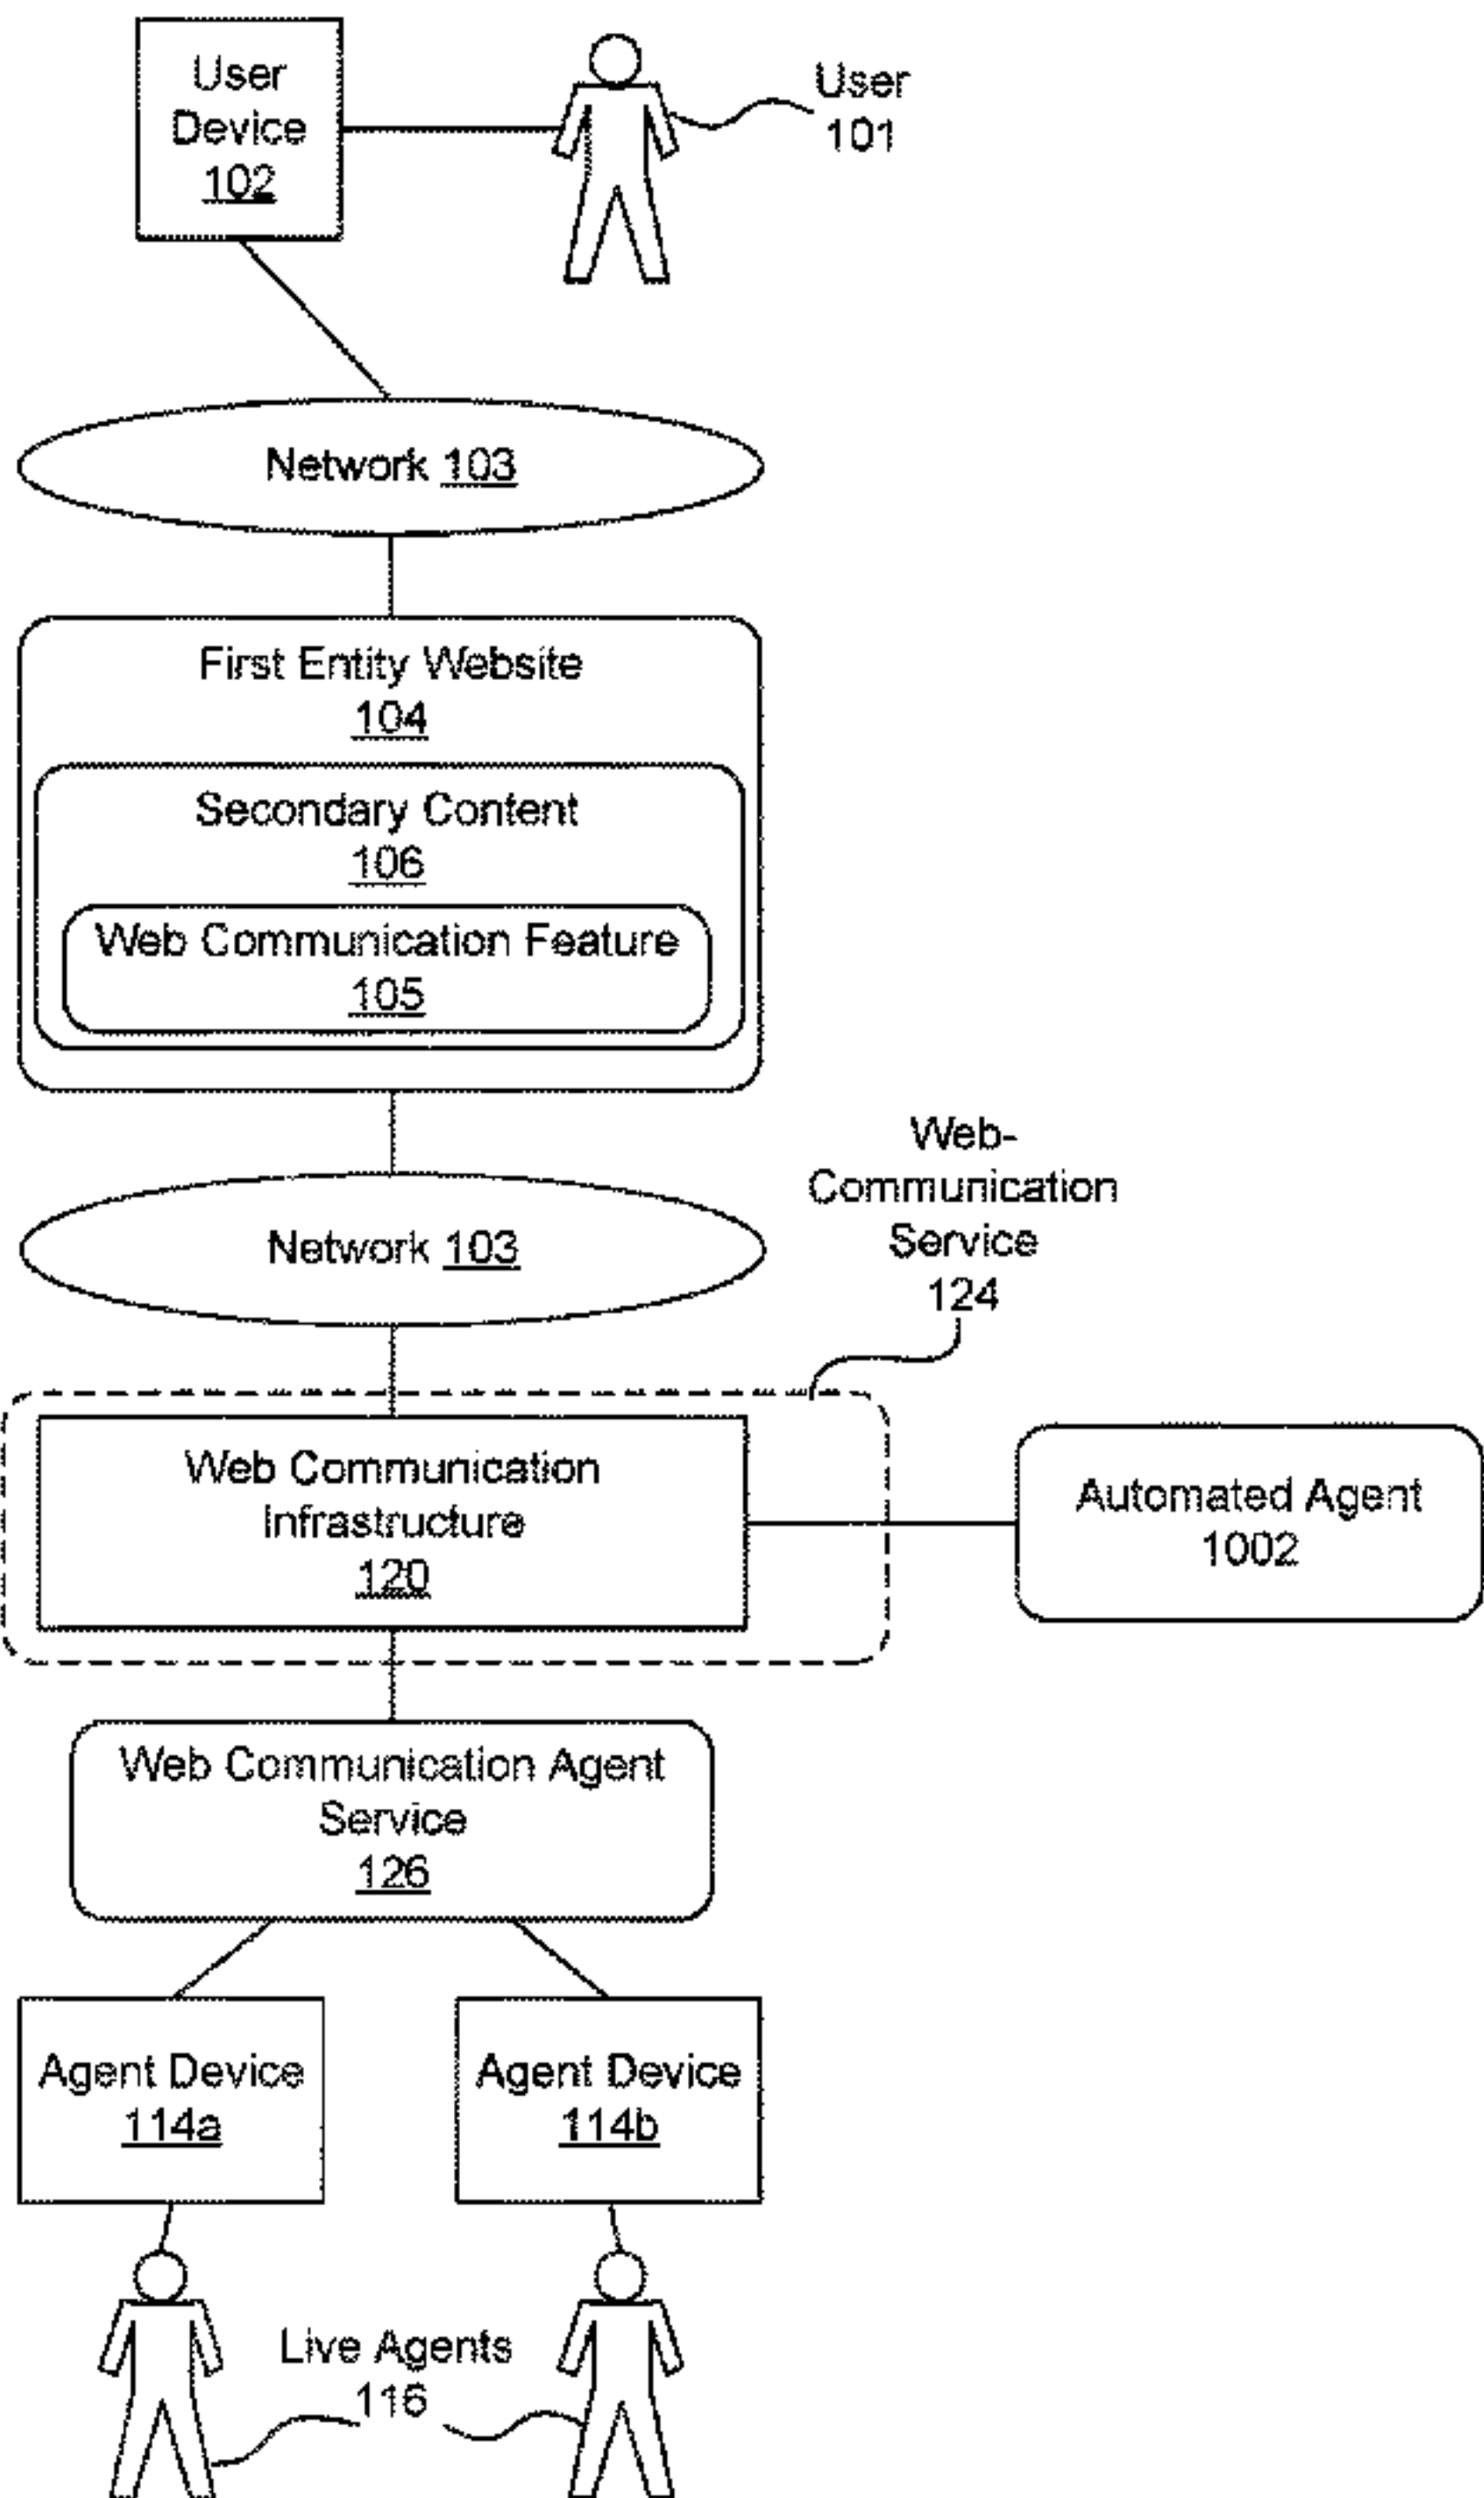 User
Device
102
User
101
Network 103
First Entity Website
104
Secondary Content
106
Web Communication Feature
105
Network 103
Web-
Communication
Service
124
Web Communication
Infrastructure
120
Automated Agent
1002
Web Communication Agent
Service
126
Agent Device
114a
Agent Device
114b
Live Agents
116